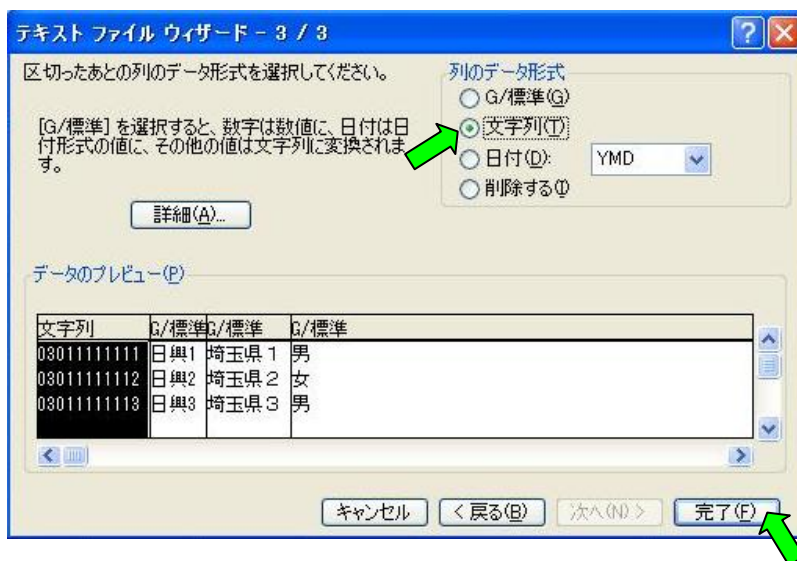 テキスト ファイル ウィザード - 3 / 3
区切ったあとの列のデータ形式を選択してください。
[G/標準] を選択すると、数字は数値に、日付は日
付形式の値に、その他の値は文字列に変換されま
す。
詳細(A)...
列のデータ形式
G/標準(G)
文字列(T)
日付(D):
YMD
削除する(I)
データのプレビュー(P)
文字列 G/標準 G/標準 G/標準
03011111111 日興1 埼玉県1 男
03011111112 日興2 埼玉県2 女
03011111113 日興3 埼玉県3 男
キャンセル
< 戻る(B)
次へ(N) >
完了(F)